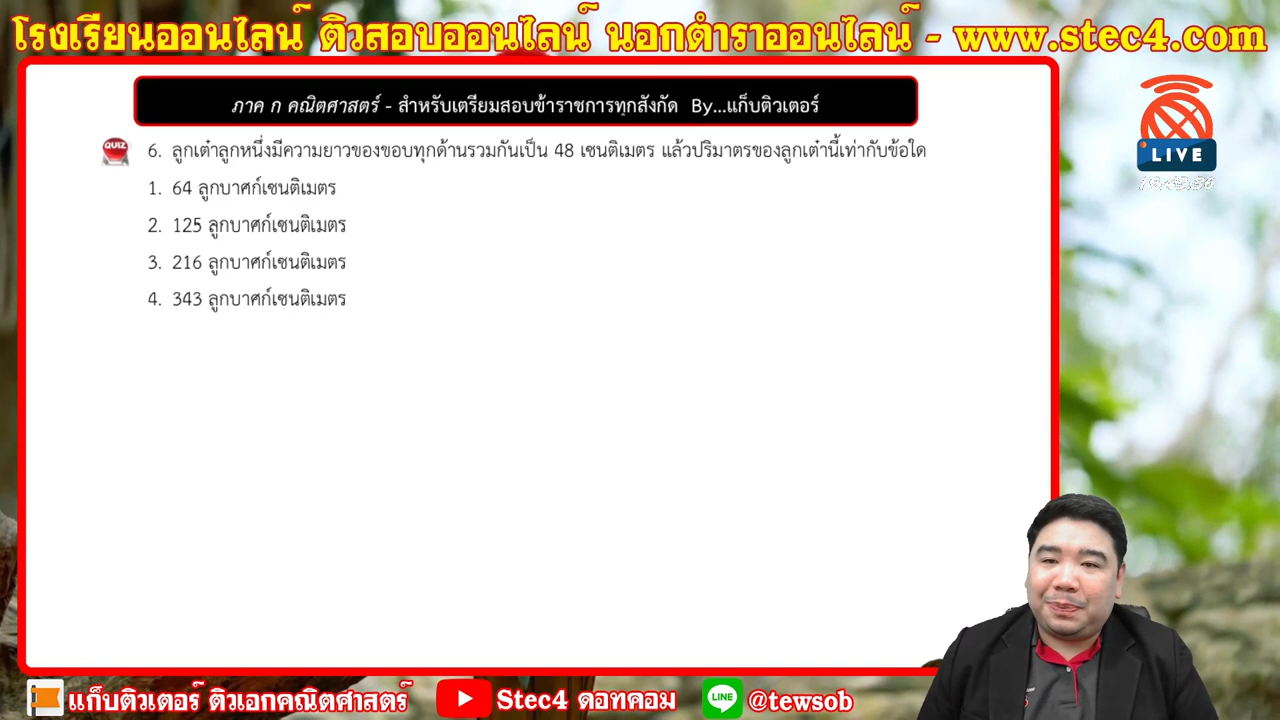 โรงเรียนออนไลน์ ติวสอบออนไลน์ นอกตำราออนไลน์ - www.stec4.com
ภาค ก คณิตศาสตร์ - สำหรับเตรียมสอบข้าราชการทุกสังกัด By...แก็บติวเตอร์
QUIZ
6. ลูกเต๋าลูกหนึ่งมีความยาวของขอบทุกด้านรวมกันเป็น 48 เซนติเมตร แล้วปริมาตรของลูกเต๋านี้เท่ากับข้อใด
1. 64 ลูกบาศก์เซนติเมตร
2. 125 ลูกบาศก์เซนติเมตร
3. 216 ลูกบาศก์เซนติเมตร
4. 343 ลูกบาศก์เซนติเมตร
LIVE
แก็บติวเตอร์ ติวเอกคณิตศาสตร์
Stec4 ดอทคอม
LINE
@tewsob